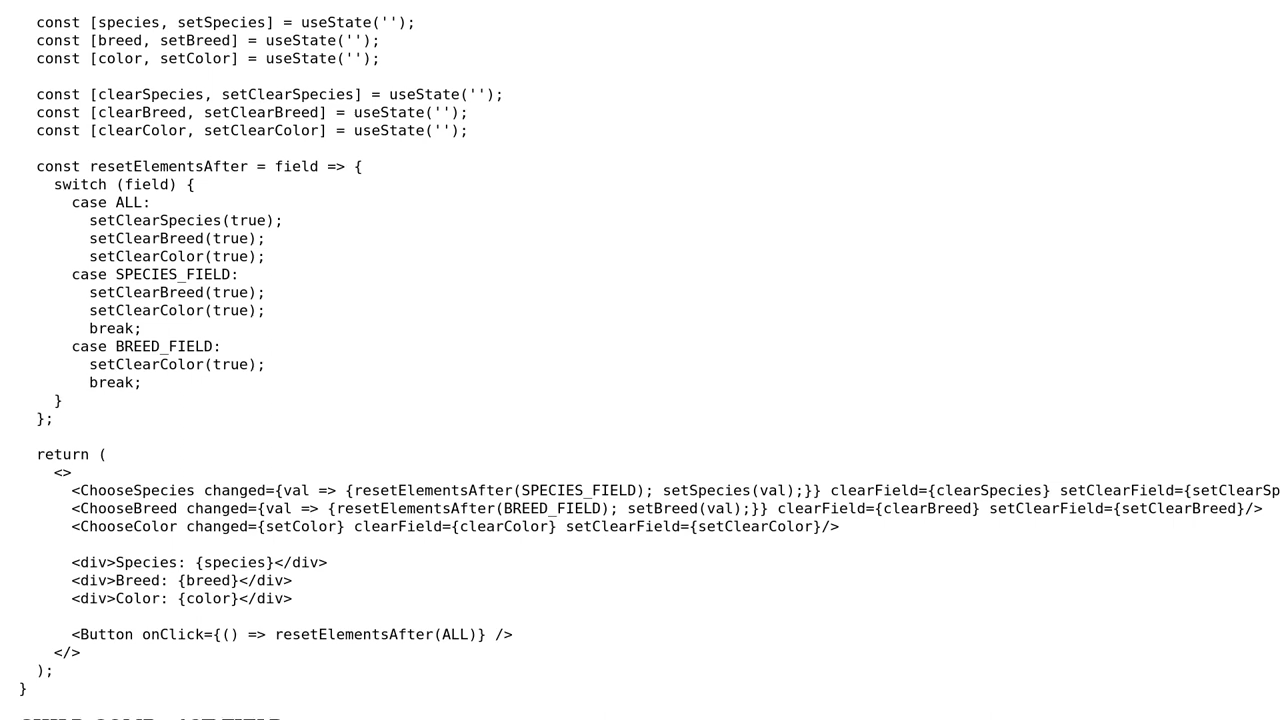 const [species, setSpecies] = useState('');
const [breed, setBreed] = useState('');
const [color, setColor] = useState('');
const [clearSpecies, setClearSpecies] = useState('');
const [clearBreed, setClearBreed] = useState('');
const [clearColor, setClearColor] = useState('');
const resetElementsAfter = field => {
switch (field) {
case ALL:
setClearSpecies(true);
setClearBreed(true);
setClearColor(true);
case SPECIES_FIELD:
setClearBreed(true);
setClearColor(true);
break;
case BREED_FIELD:
setClearColor(true);
break;
}
};
return (
<>
<ChooseSpecies changed={val => {resetElementsAfter(SPECIES_FIELD); setSpecies(val);}} clearField={clearSpecies} setClearField={setClearSp
<ChooseBreed changed={val => {resetElementsAfter(BREED_FIELD); setBreed(val);}} clearField={clearBreed} setClearField={setClearBreed}/>
<ChooseColor changed={setColor} clearField={clearColor} setClearField={setClearColor}/>
<div>Species: {species}</div>
<div>Breed: {breed}</div>
<div>Color: {color}</div>
<Button onClick={() => resetElementsAfter(ALL)} />
</>
);
}